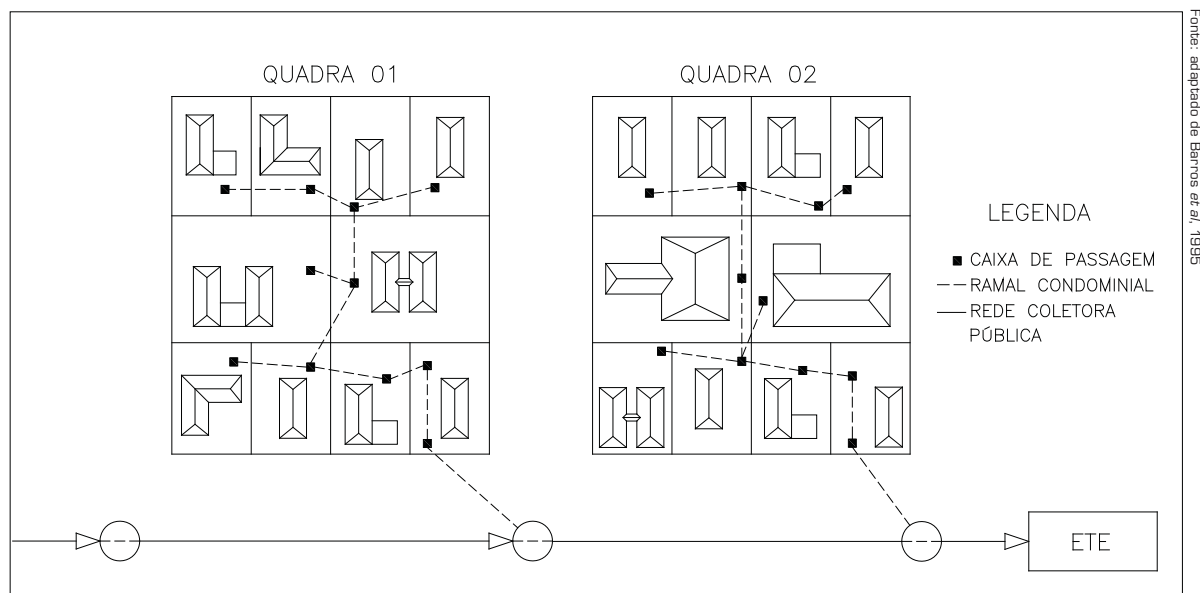 QUADRA 01
QUADRA 02
LEGENDA
CAIXA DE PASSAGEM
RAMAL CONDOMINIAL
REDE COLETORA
PÚBLICA
ETE
Fonte: adaptado de Barros et al, 1995